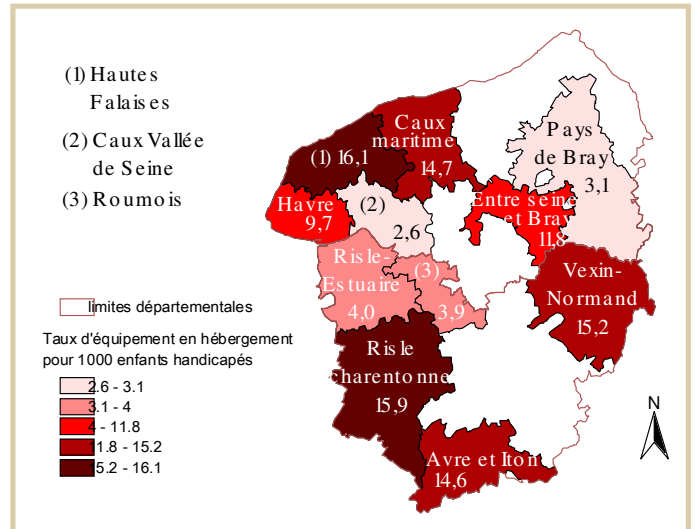 (1) Hautes
Falaises
(2) Caux Vallée
de Seine
(3) Roumois
Caux
maritime
14,7
(1) 16,1
Pays
de Bray
3,1
Havre
9,7
(2)
2,6
Entre seine
et Bray
11,8
Risle-
Estuaire
4,0
(3)
3,9
Vexin-
Normand
15,2
Risle
charentonne
15,9
Avre et Iton
14,6
limites départementales
Taux d'équipement en hébergement
pour 1000 enfants handicapés
2.6 - 3.1
3.1 - 4
4 - 11.8
11.8 - 15.2
15.2 - 16.1
N